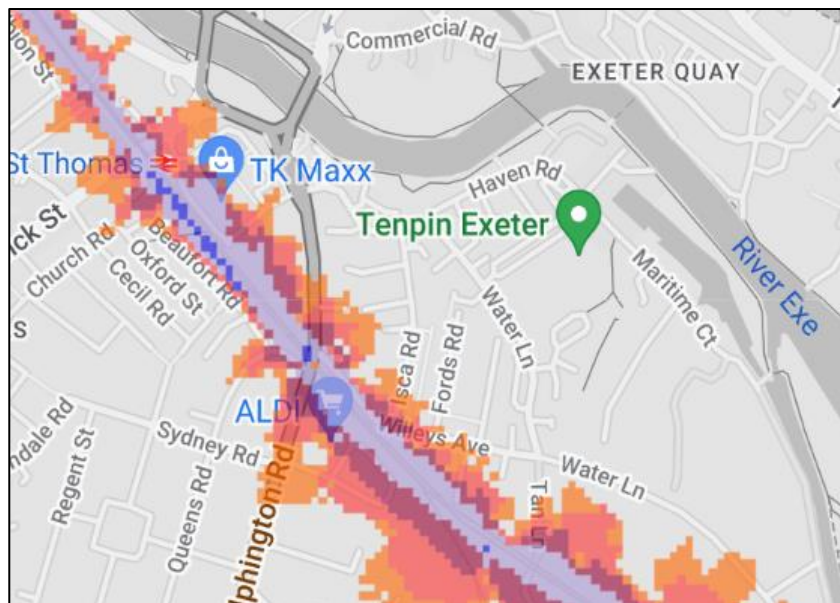 Commercial Rd
EXETER QUAY
St Thomas
TK Maxx
Haven Rd
Tenpin Exeter
River Exe
Maritime Ct
Church Rd
Beaufort Rd
Oxford St
Cecil Rd
Water Ln
Isca Rd
Fords Rd
ALDI
Willeys Ave
Sydney Rd
Water Ln
Regent St
Queens Rd
Tan Ln